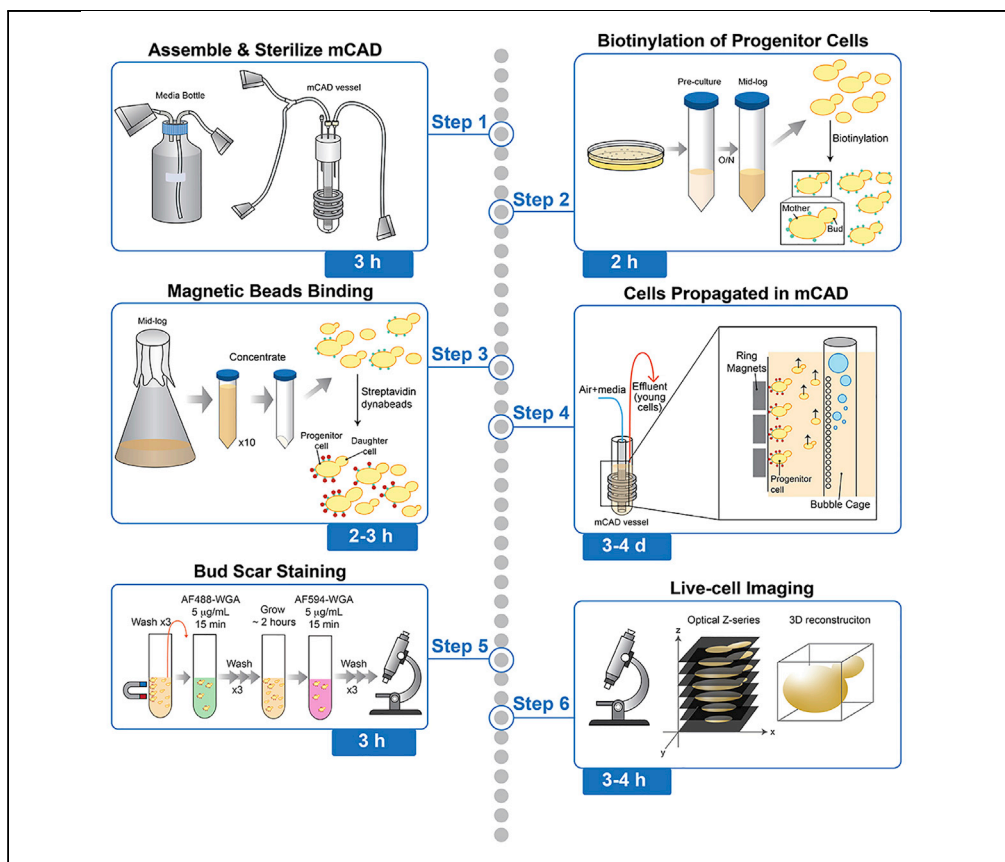 Assemble & Sterilize mCAD
Media Bottle
mCAD vessel
3 h
Step 1
Biotinylation of Progenitor Cells
Pre-culture
Mid-log
O/N
Biotinylation
Mother
Bud
2 h
Step 2
Magnetic Beads Binding
Mid-log
Concentrate
x10
Streptavidin
dynabeads
Progenitor
cell
Daughter
cell
2-3 h
Step 3
Cells Propagated in mCAD
Air+media
Effluent
(young
cells)
mCAD vessel
Ring
Magnets
Progenitor
cell
Bubble Cage
3-4 d
Step 4
Bud Scar Staining
Wash x3
AF488-WGA
5 µg/mL
15 min
Wash
x3
Grow
~ 2 hours
AF594-WGA
5 µg/mL
15 min
Wash
x3
3 h
Step 5
Live-cell Imaging
Optical Z-series
z
x
y
3D reconstruciton
3-4 h
Step 6